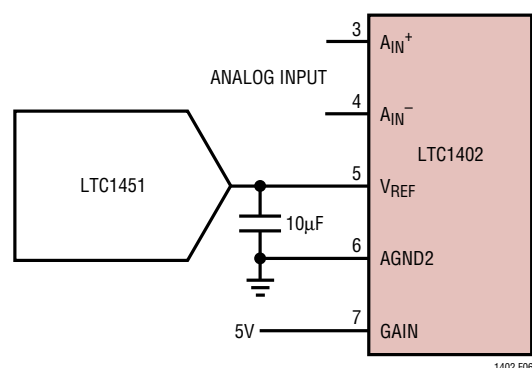 3
A_IN^+
ANALOG INPUT
4
A_IN^−
LTC1402
LTC1451
5
V_REF
10µF
6
AGND2
7
5V
GAIN
1402 F06